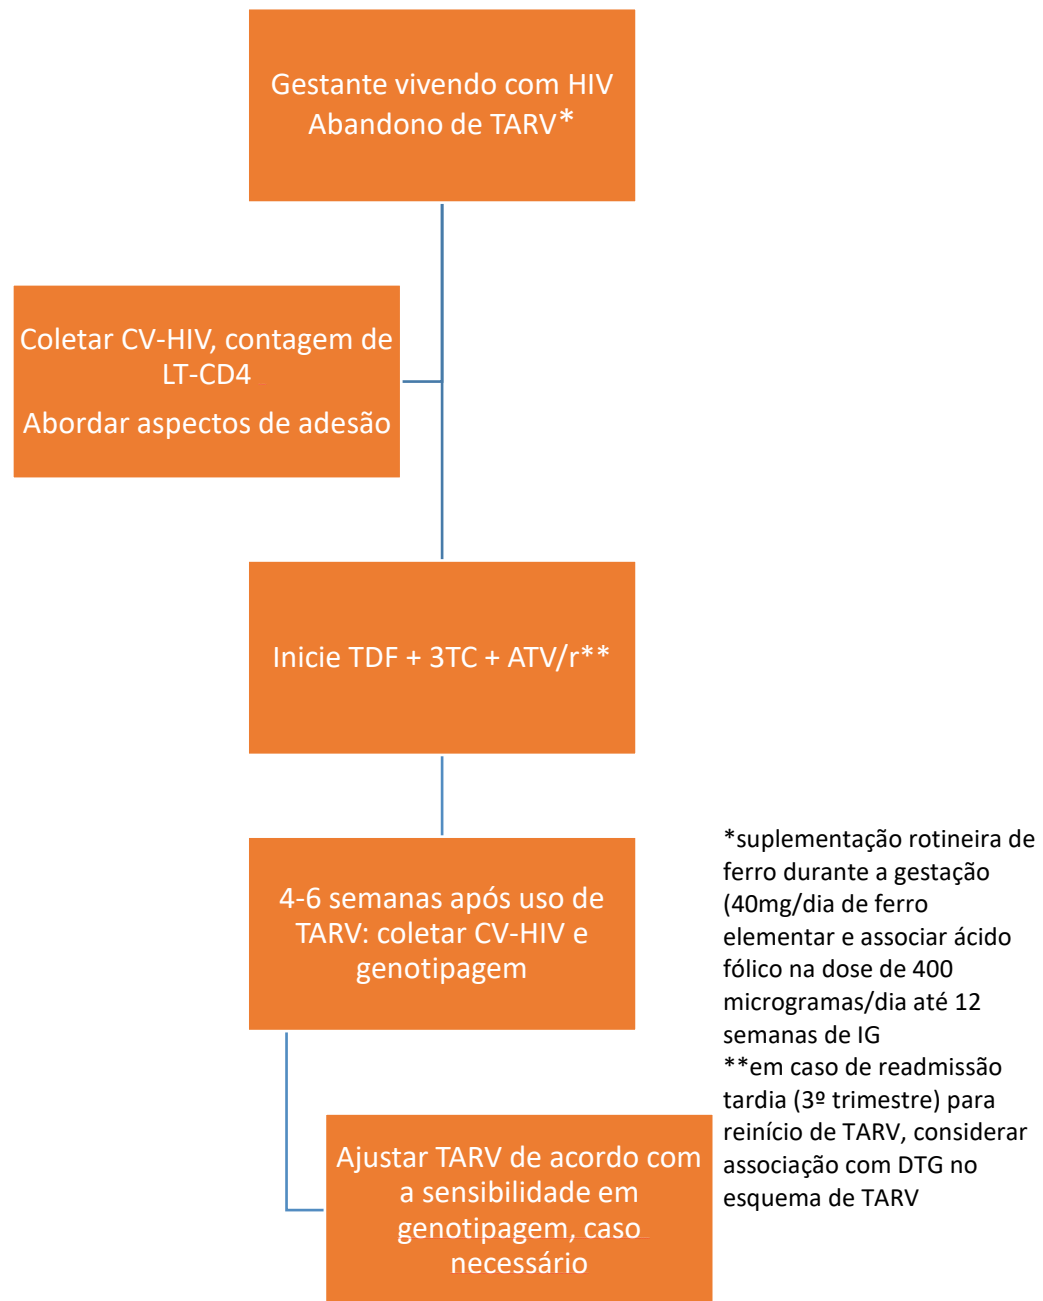 Gestante vivendo com HIV
Abandono de TARV*
Coletar CV-HIV, contagem de
LT-CD4
Abordar aspectos de adesão
Inicie TDF + 3TC + ATV/r**
4-6 semanas após uso de
TARV: coletar CV-HIV e
genotipagem
Ajustar TARV de acordo com
a sensibilidade em
genotipagem, caso
necessário
*suplementação rotineira de
ferro durante a gestação
(40mg/dia de ferro
elementar e associar ácido
fólico na dose de 400
microgramas/dia até 12
semanas de IG
**em caso de readmissão
tardia (3º trimestre) para
reinício de TARV, considerar
associação com DTG no
esquema de TARV